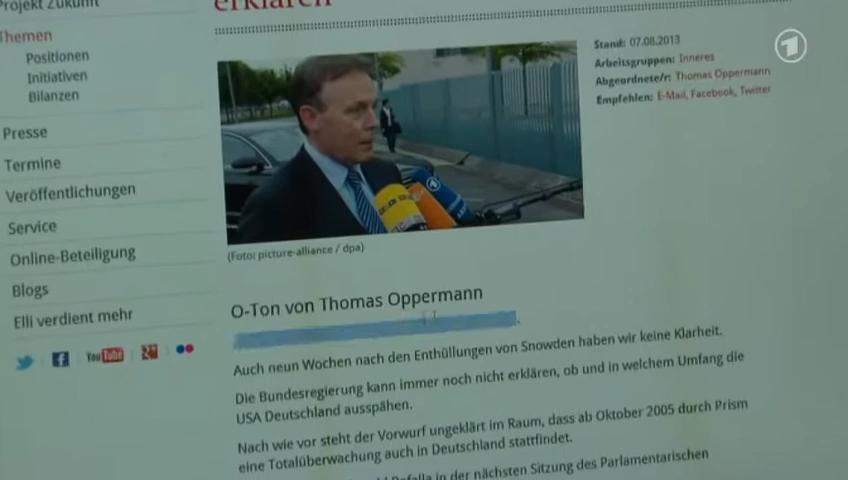 Projekt Zukunft
Themen
Positionen
Initiativen
Bilanzen
Presse
Termine
Veröffentlichungen
Service
Online-Beteiligung
Blogs
Elli verdient mehr
You Tube
erklären
Stand: 07.08.2013
Arbeitsgruppen: Inneres
Abgeordnete/r: Thomas Oppermann
Empfehlen: E-Mail, Facebook, Twitter
1
(Foto: picture-alliance / dpa)
O-Ton von Thomas Oppermann
Auch neun Wochen nach den Enthüllungen von Snowden haben wir keine Klarheit.
Die Bundesregierung kann immer noch nicht erklären, ob und in welchem Umfang die
USA Deutschland ausspähen.
Nach wie vor steht der Vorwurf ungeklärt im Raum, dass ab Oktober 2005 durch Prism
eine Totalüberwachung auch in Deutschland stattfindet.
Pofalla in der nächsten Sitzung des Parlamentarischen